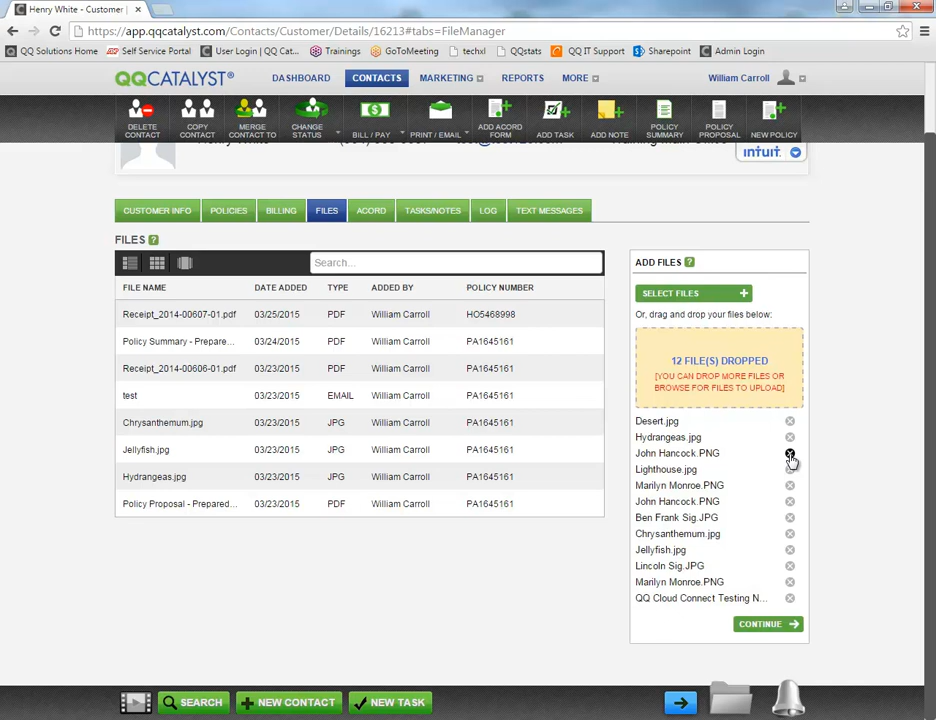 Henry White - Customer
https://app.qqcatalyst.com/Contacts/Customer/Details/16213#tabs=FileManager
QQ Solutions Home
Self Service Portal
User Login | QQ Cat...
Trainings
GoToMeeting
techxl
QQstats
QQ IT Support
Sharepoint
Admin Login
QQCATALYST®
DASHBOARD
CONTACTS
MARKETING
REPORTS
MORE
William Carroll
DELETE CONTACT
COPY CONTACT
MERGE CONTACT TO
CHANGE STATUS
BILL / PAY
PRINT / EMAIL
ADD ACORD FORM
ADD TASK
ADD NOTE
POLICY SUMMARY
POLICY PROPOSAL
NEW POLICY
intuit.
CUSTOMER INFO
POLICIES
BILLING
FILES
ACORD
TASKS/NOTES
LOG
TEXT MESSAGES
FILES ?
Search...
FILE NAME DATE ADDED TYPE ADDED BY POLICY NUMBER
Receipt_2014-00607-01.pdf 03/25/2015 PDF William Carroll HO5468998
Policy Summary - Prepare... 03/24/2015 PDF William Carroll PA1645161
Receipt_2014-00606-01.pdf 03/23/2015 PDF William Carroll PA1645161
test 03/23/2015 EMAIL William Carroll PA1645161
Chrysanthemum.jpg 03/23/2015 JPG William Carroll PA1645161
Jellyfish.jpg 03/23/2015 JPG William Carroll PA1645161
Hydrangeas.jpg 03/23/2015 JPG William Carroll PA1645161
Policy Proposal - Prepared... 03/23/2015 PDF William Carroll PA1645161
ADD FILES ?
SELECT FILES +
Or, drag and drop your files below:
12 FILE(S) DROPPED
[YOU CAN DROP MORE FILES OR
BROWSE FOR FILES TO UPLOAD]
Desert.jpg
Hydrangeas.jpg
John Hancock.PNG
Lighthouse.jpg
Marilyn Monroe.PNG
John Hancock.PNG
Ben Frank Sig.JPG
Chrysanthemum.jpg
Jellyfish.jpg
Lincoln Sig.JPG
Marilyn Monroe.PNG
QQ Cloud Connect Testing N...
CONTINUE
SEARCH
NEW CONTACT
NEW TASK